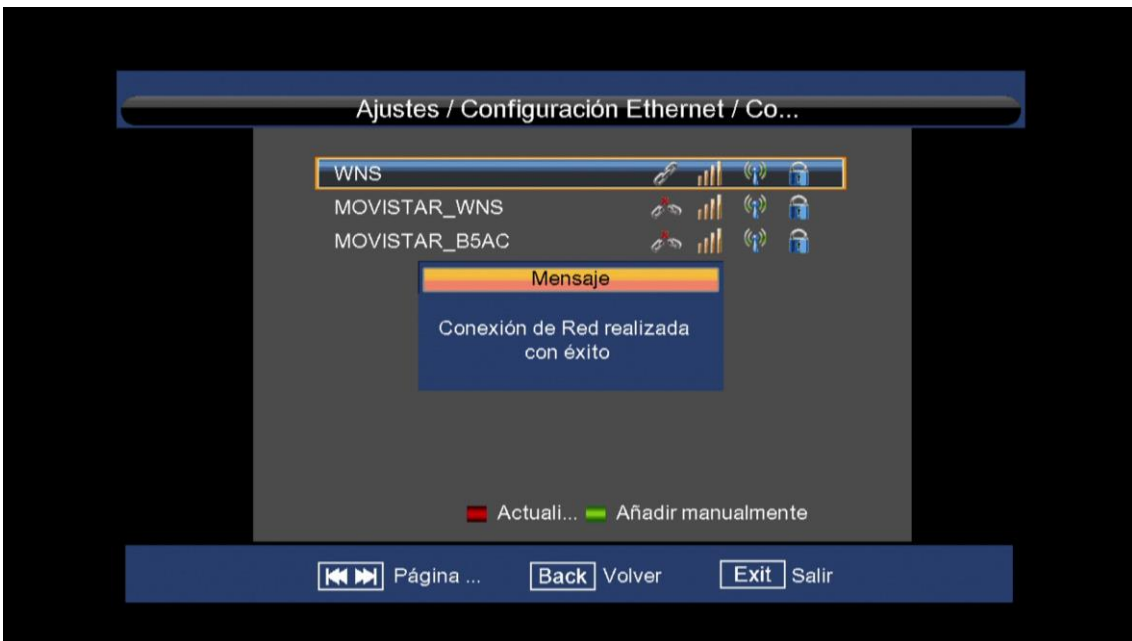 Ajustes / Configuración Ethernet / Co...
WNS
MOVISTAR_WNS
MOVISTAR_B5AC
Mensaje
Conexión de Red realizada
con éxito
Actuali... Añadir manualmente
Página ... Back Volver Exit Salir